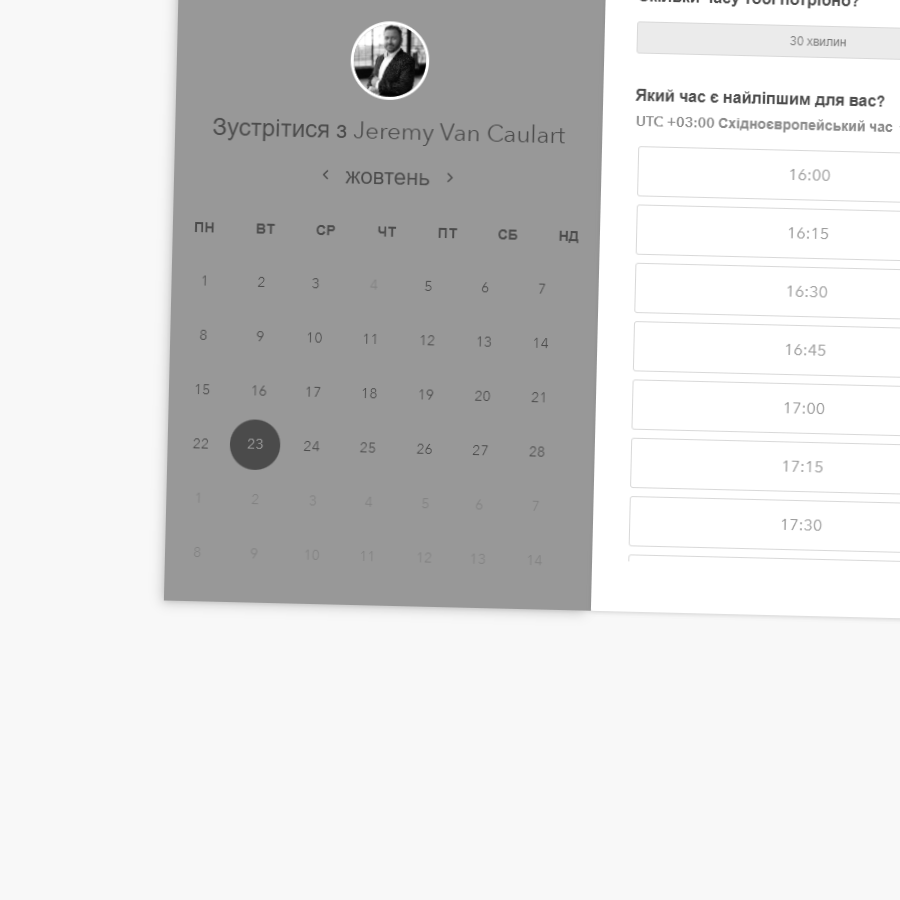 Зустрітися з Jeremy Van Caulart
‹ жовтень ›
ПН ВТ СР ЧТ ПТ СБ НД
1 2 3 4 5 6 7
8 9 10 11 12 13 14
15 16 17 18 19 20 21
22 23 24 25 26 27 28
1 2 3 4 5 6 7
8 9 10 11 12 13 14
часу тобі потрібно?
30 хвилин
Який час є найліпшим для вас?
UTC +03:00 Східноєвропейський час
16:00
16:15
16:30
16:45
17:00
17:15
17:30